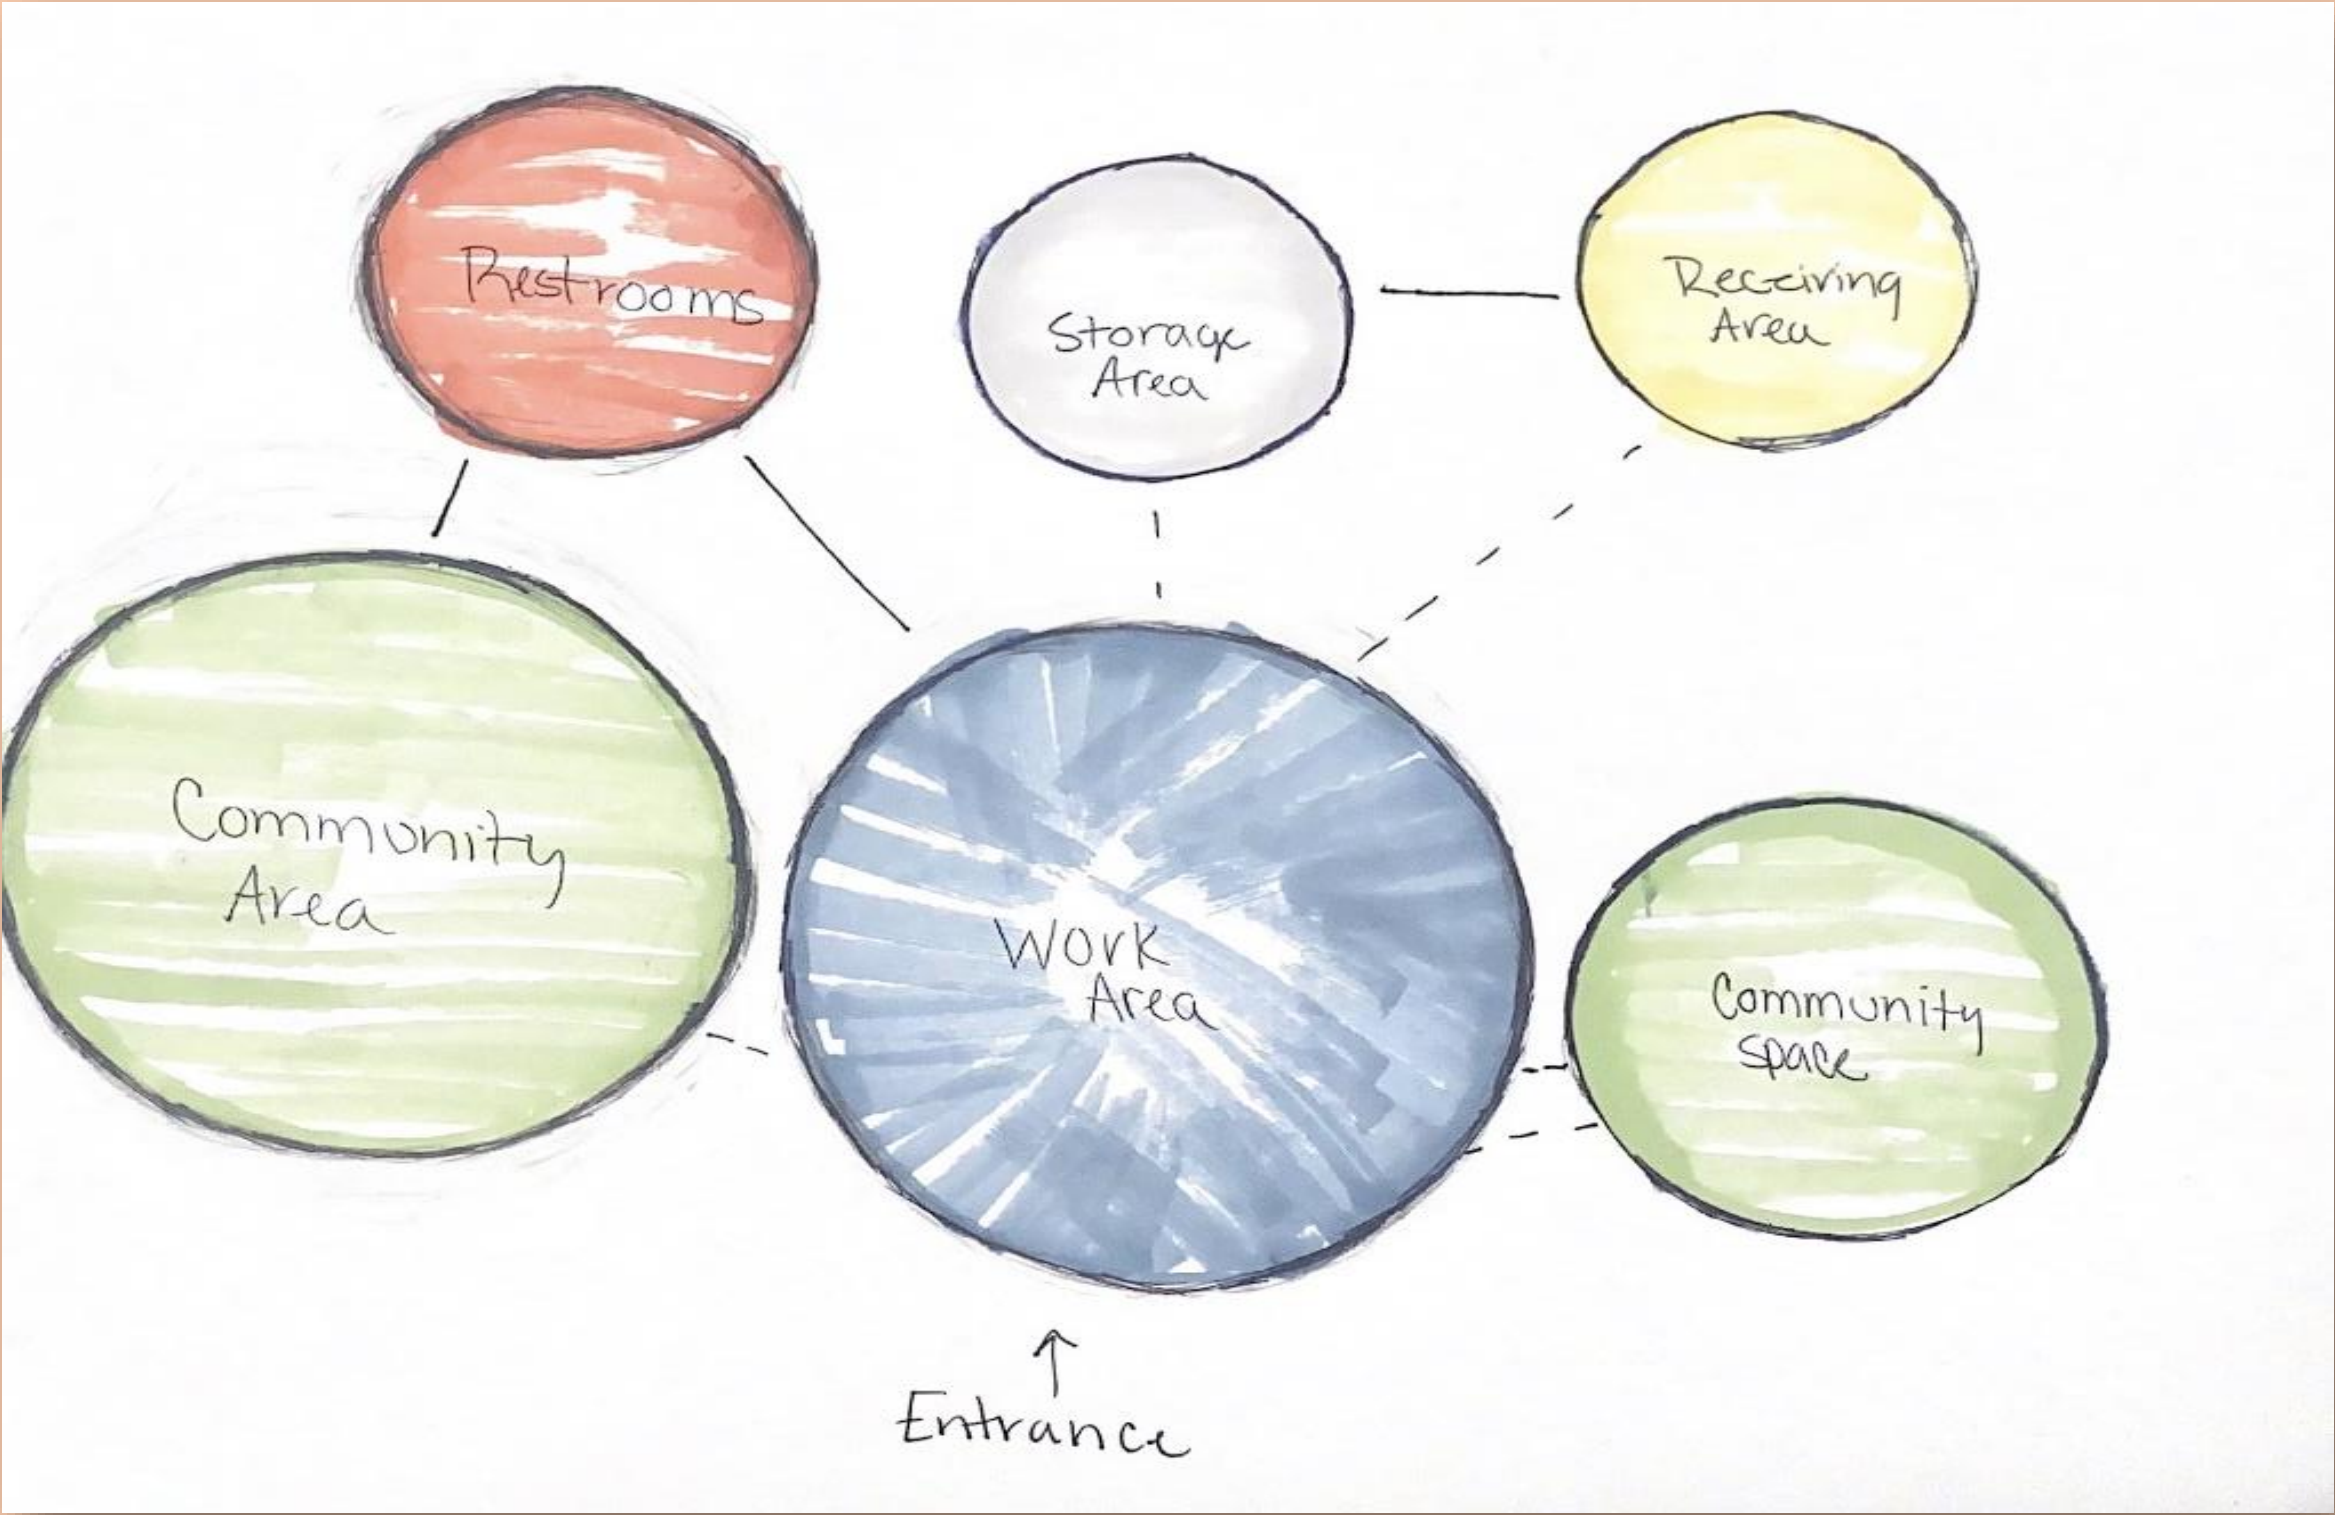 Restrooms
Storage
Area
Receiving
Area
Community
Area
Work
Area
Community
space
Entrance